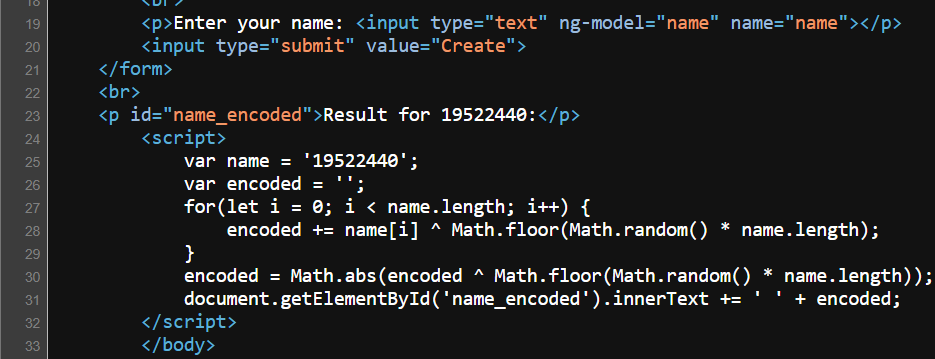 18 <br>
19 <p>Enter your name: <input type="text" ng-model="name" name="name"></p>
20 <input type="submit" value="Create">
21 </form>
22 <br>
23 <p id="name_encoded">Result for 19522440:</p>
24 <script>
25 var name = '19522440';
26 var encoded = '';
27 for(let i = 0; i < name.length; i++) {
28 encoded += name[i] ^ Math.floor(Math.random() * name.length);
29 }
30 encoded = Math.abs(encoded ^ Math.floor(Math.random() * name.length));
31 document.getElementById('name_encoded').innerText += ' ' + encoded;
32 </script>
33 </body>